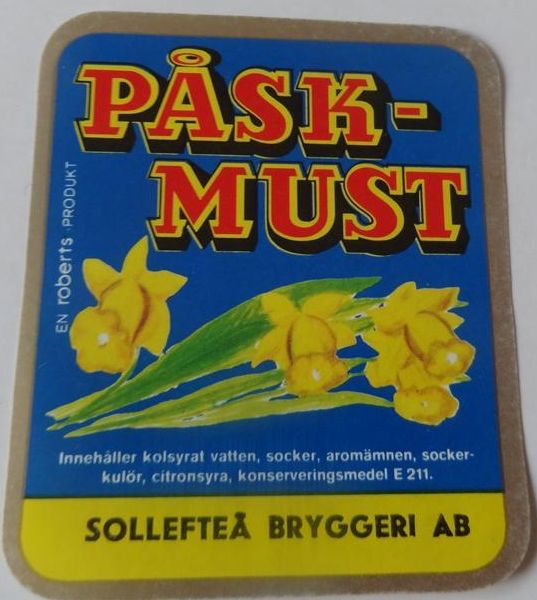 PÅSK-
MUST
EN roberts PRODUKT
Innehåller kolsyrat vatten, socker, aromämnen, socker-
kulör, citronsyra, konserveringsmedel E 211.
SOLLEFTEÅ BRYGGERI AB